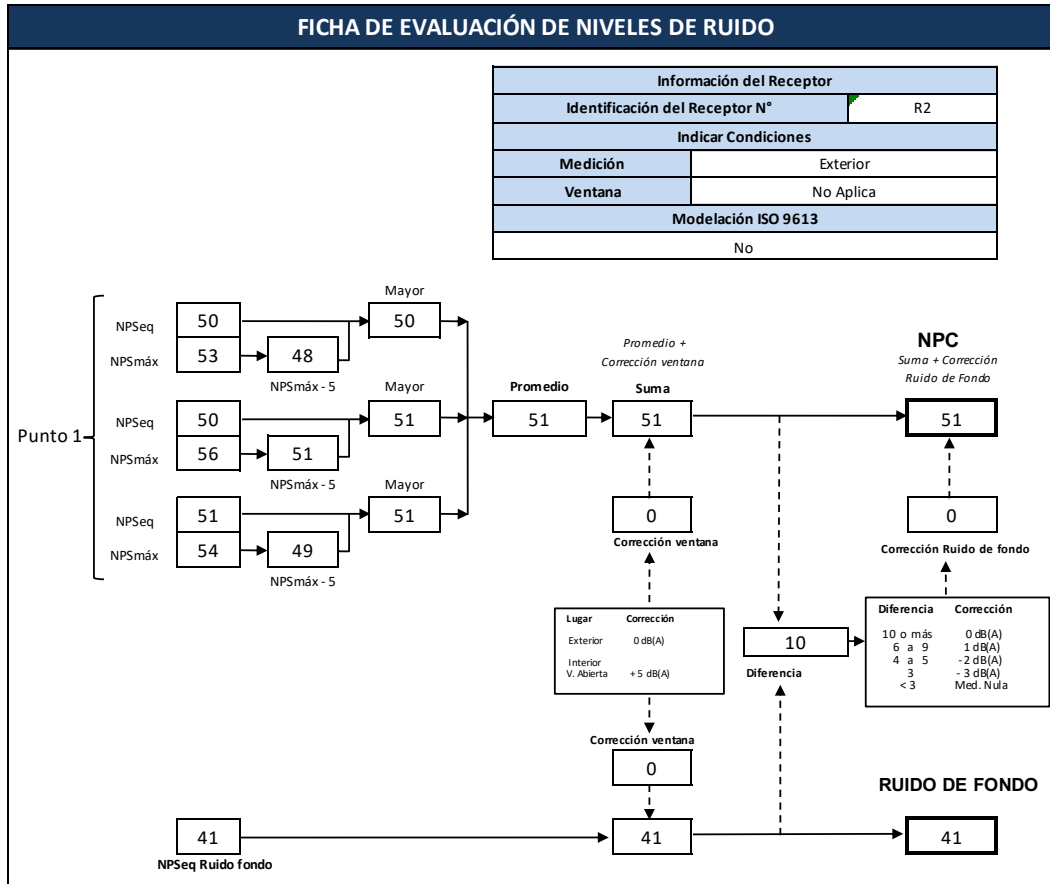 FICHA DE EVALUACIÓN DE NIVELES DE RUIDO
Información del Receptor
Identificación del Receptor N° R2
Indicar Condiciones
Medición Exterior
Ventana No Aplica
Modelación ISO 9613
No
Punto 1
NPSeq 50
NPSmáx 53 48
NPSmáx - 5
Mayor
50
NPSeq 50
NPSmáx 56 51
NPSmáx - 5
Mayor
51
NPSeq 51
NPSmáx 54 49
NPSmáx - 5
Mayor
51
Promedio
51
Promedio +
Corrección ventana
Suma
51
0
Corrección ventana
NPC
Suma + Corrección
Ruido de Fondo
51
0
Corrección Ruido de fondo
Lugar Corrección
Exterior 0 dB(A)
Interior
V. Abierta + 5 dB(A)
10
Diferencia
Diferencia Corrección
10 o más 0 dB(A)
6 a 9 1 dB(A)
4 a 5 -2 dB(A)
3 - 3 dB(A)
< 3 Med. Nula
Corrección ventana
0
RUIDO DE FONDO
41 41 41
NPSeq Ruido fondo